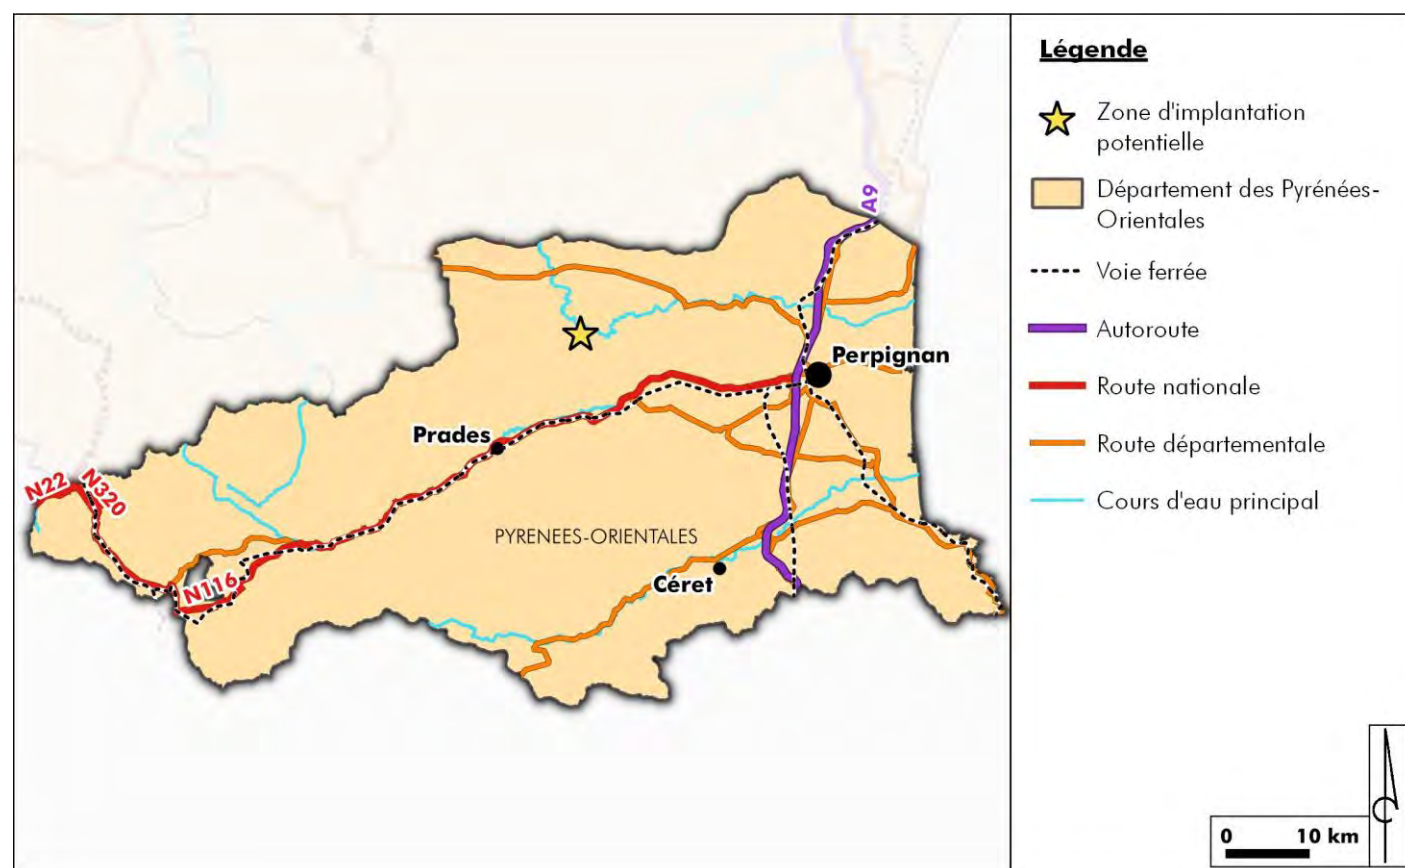 A9
Perpignan
Prades
N22
N320
PYRENEES-ORIENTALES
N116
Céret
Légende
Zone d'implantation
potentielle
Département des Pyrénées-
Orientales
Voie ferrée
Autoroute
Route nationale
Route départementale
Cours d'eau principal
0 10 km